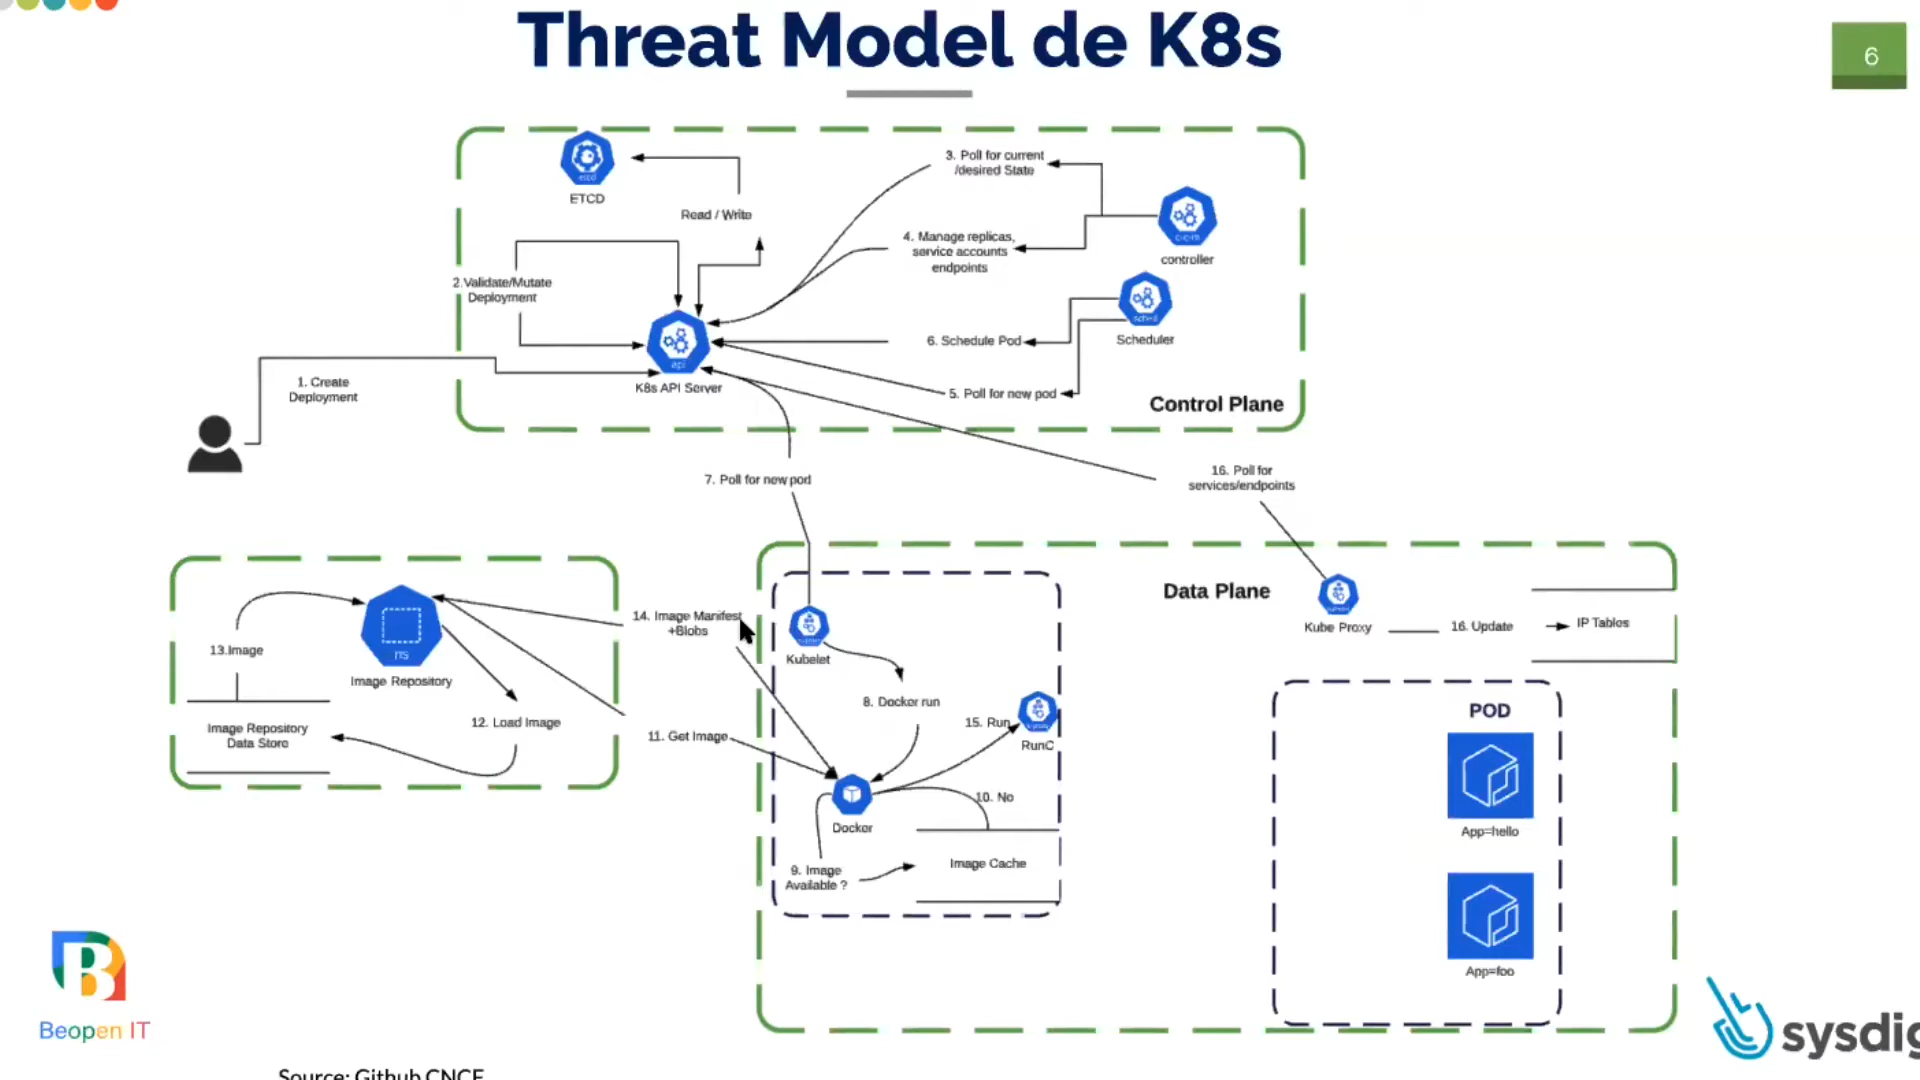 Threat Model de K8s
6
etcd
ETCD
Read / Write
3. Poll for current
/desired State
4. Manage replicas,
service accounts
endpoints
c-c-m
controller
2.Validate/Mutate
Deployment
sched
Scheduler
6. Schedule Pod
api
K8s API Server
5. Poll for new pod
Control Plane
1. Create
Deployment
7. Poll for new pod
16. Poll for
services/endpoints
Data Plane
14. Image Manifest
+Blobs
Kubelet
Kube Proxy
16. Update
IP Tables
13.Image
ns
Image Repository
8. Docker run
15. Run
RunC
POD
12. Load Image
Image Repository
Data Store
11. Get Image
10. No
Docker
App=hello
9. Image
Available ?
Image Cache
App=foo
Beopen IT
sysdig
Source: Github CNCF